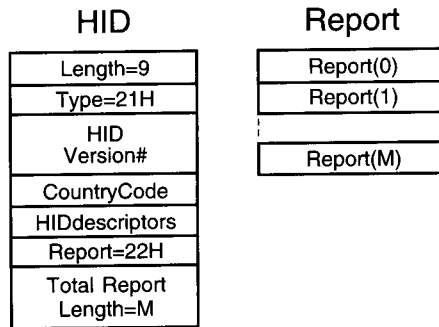 HID
Length=9
Type=21H
HID
Version#
CountryCode
HIDdescriptors
Report=22H
Total Report
Length=M
Report
Report(0)
Report(1)
Report(M)